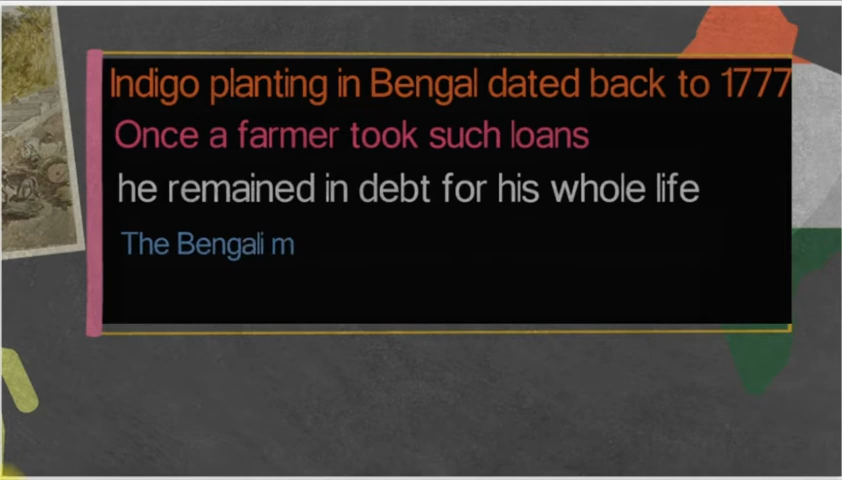 Indigo planting in Bengal dated back to 1777
Once a farmer took such loans
he remained in debt for his whole life
The Bengali m